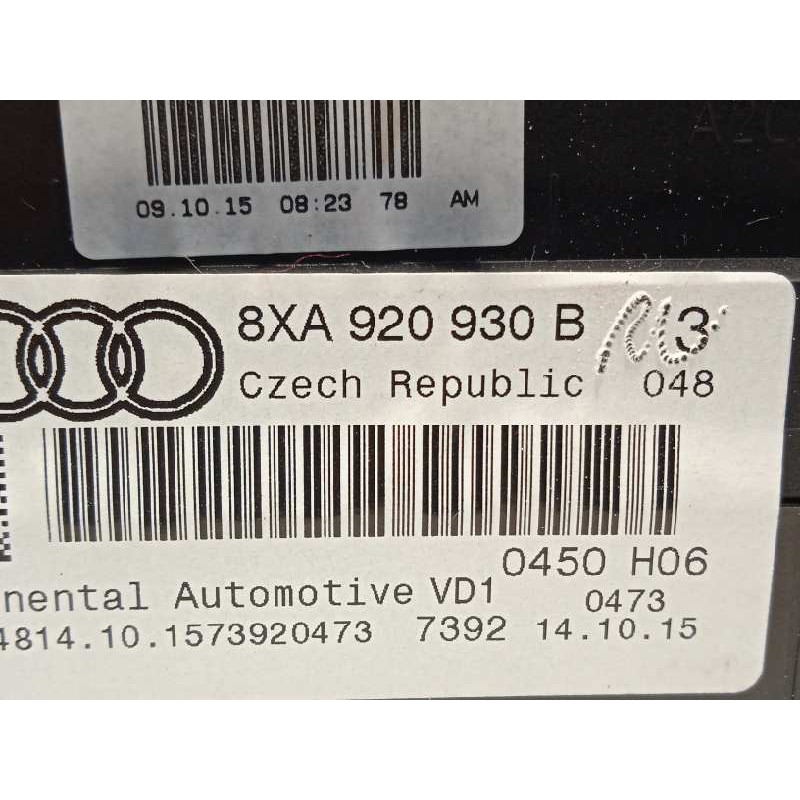 09.10.15 08:23 78 AM
8XA 920 930 B 3
Czech Republic 048
0450 H06
nental Automotive VD1 0473
4814.10.1573920473 7392 14.10.15